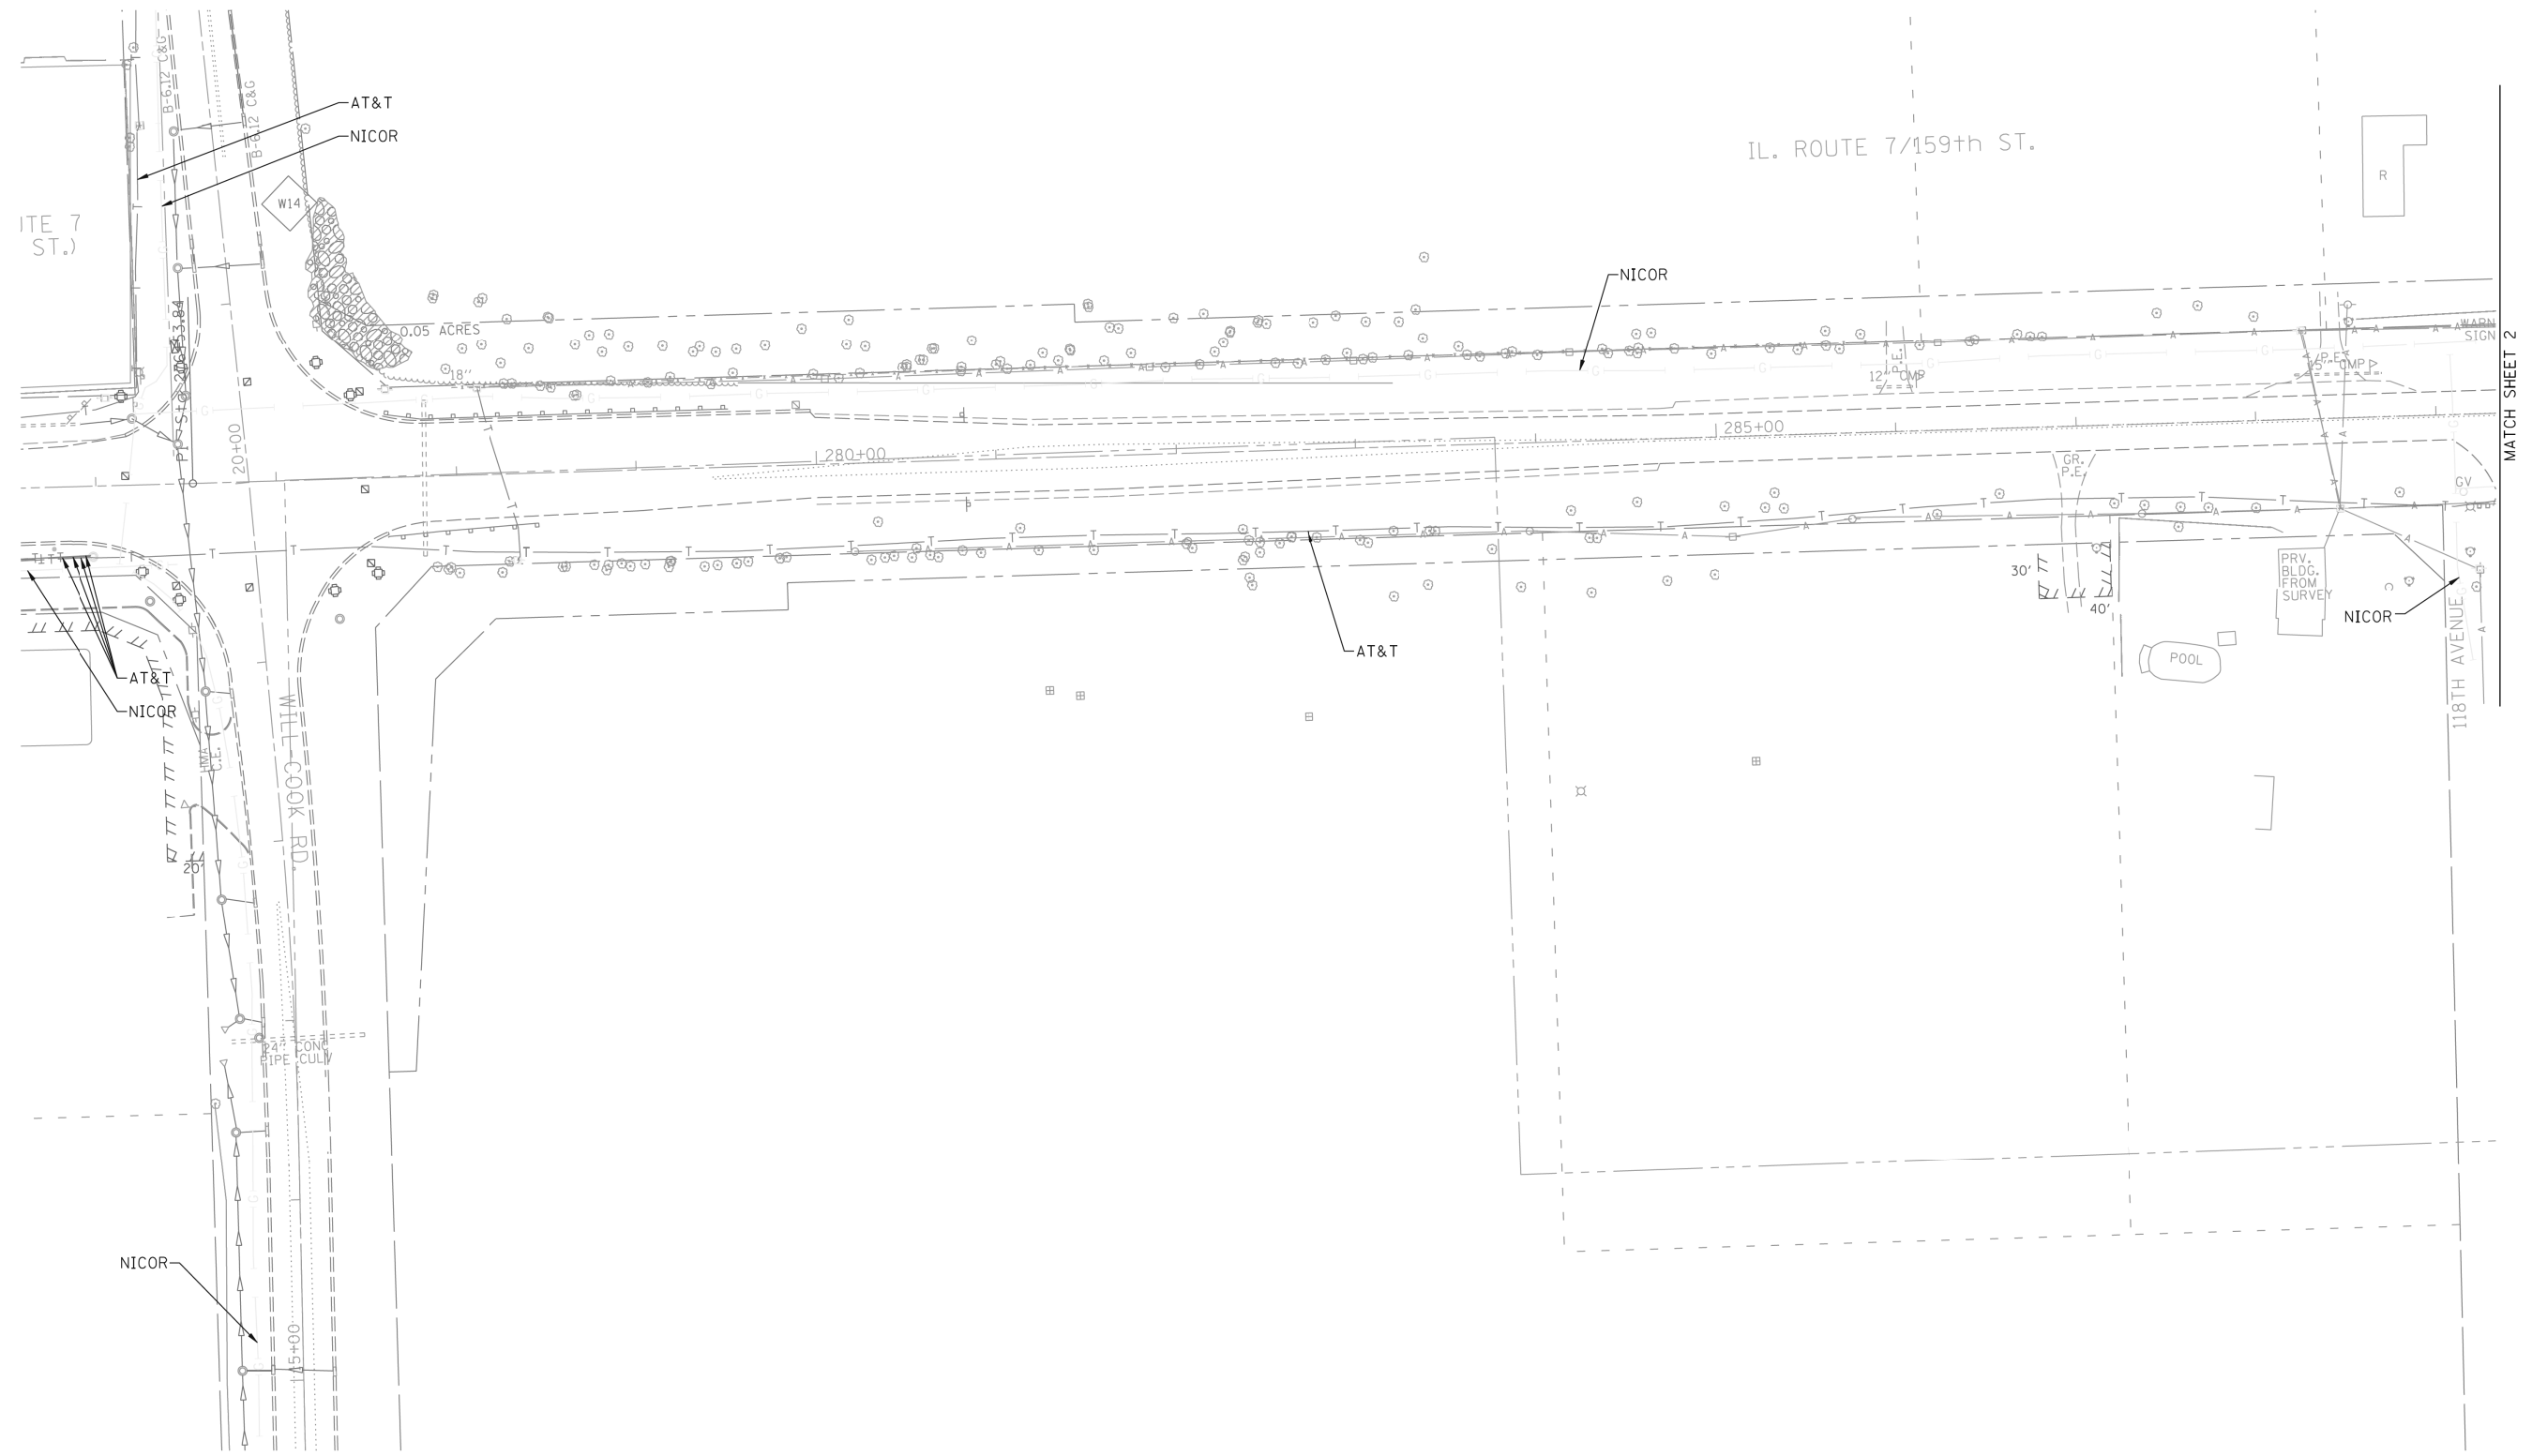 B-6.12 C&G
B-6.12 C&G
AT&T
NICOR
IL. ROUTE 7/159th ST.
R
W14
ST.)
NICOR
0.05 ACRES
WARN
SIGN
18"
12" CMP
P.E.
P.E.
15" CMP
MATCH SHEET 2
20+00
280+00
285+00
GR.
P.E.
GV
30'
40'
PRV.
BLDG.
FROM
SURVEY
NICOR
118TH AVENUE
POOL
AT&T
AT&T
NICOR
WILL-COOK RD.
HMA
C.E.
20'
24" CONC
PIPE CULV
NICOR
15+00